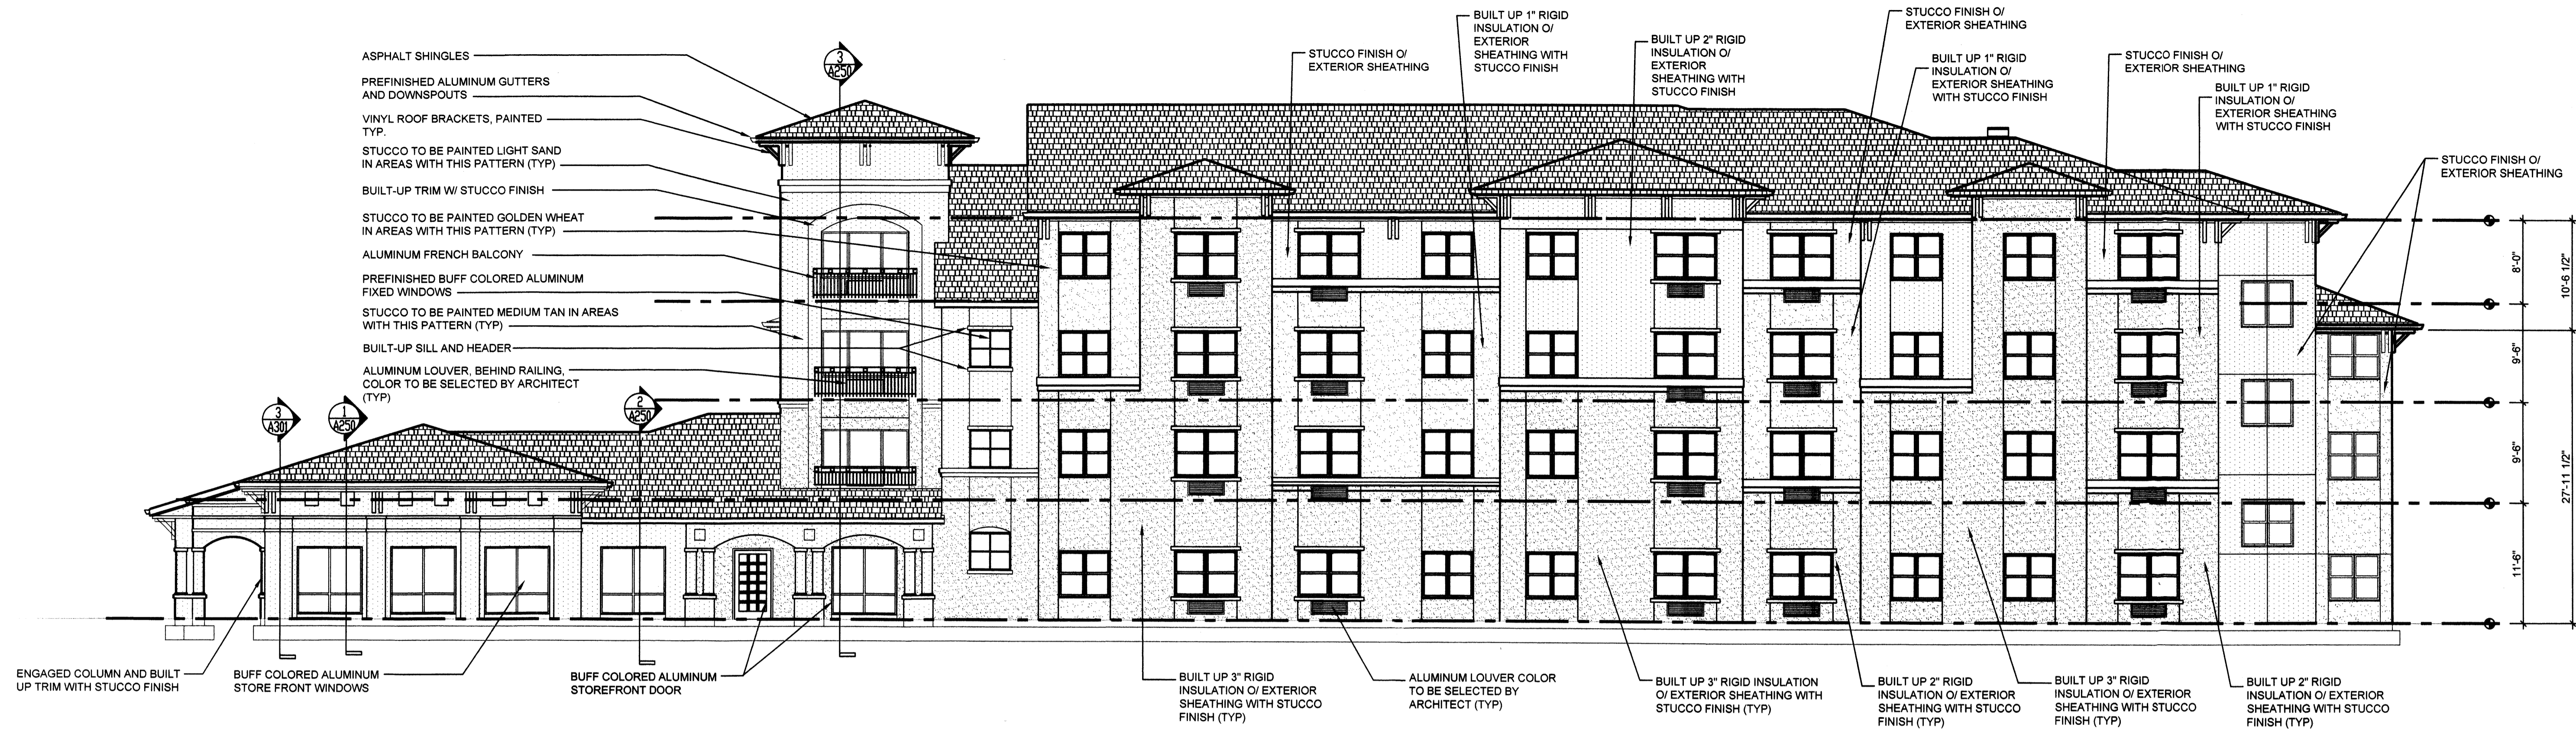 ASPHALT SHINGLES
PREFINISHED ALUMINUM GUTTERS
AND DOWNSPOUTS
VINYL ROOF BRACKETS, PAINTED
TYP.
STUCCO TO BE PAINTED LIGHT SAND
IN AREAS WITH THIS PATTERN (TYP)
BUILT-UP TRIM W/ STUCCO FINISH
STUCCO TO BE PAINTED GOLDEN WHEAT
IN AREAS WITH THIS PATTERN (TYP)
ALUMINUM FRENCH BALCONY
PREFINISHED BUFF COLORED ALUMINUM
FIXED WINDOWS
STUCCO TO BE PAINTED MEDIUM TAN IN AREAS
WITH THIS PATTERN (TYP)
BUILT-UP SILL AND HEADER
ALUMINUM LOUVER, BEHIND RAILING,
COLOR TO BE SELECTED BY ARCHITECT
(TYP)
3
A250
3
A301
1
A250
2
A250
STUCCO FINISH O/
EXTERIOR SHEATHING
BUILT UP 1" RIGID
INSULATION O/
EXTERIOR
SHEATHING WITH
STUCCO FINISH
BUILT UP 2" RIGID
INSULATION O/
EXTERIOR
SHEATHING WITH
STUCCO FINISH
STUCCO FINISH O/
EXTERIOR SHEATHING
BUILT UP 1" RIGID
INSULATION O/
EXTERIOR SHEATHING
WITH STUCCO FINISH
STUCCO FINISH O/
EXTERIOR SHEATHING
BUILT UP 1" RIGID
INSULATION O/
EXTERIOR SHEATHING
WITH STUCCO FINISH
STUCCO FINISH O/
EXTERIOR SHEATHING
8'-0"
10'-6 1/2"
9'-6"
9'-6"
27'-11 1/2"
11'-6"
ENGAGED COLUMN AND BUILT
UP TRIM WITH STUCCO FINISH
BUFF COLORED ALUMINUM
STORE FRONT WINDOWS
BUFF COLORED ALUMINUM
STOREFRONT DOOR
BUILT UP 3" RIGID
INSULATION O/ EXTERIOR
SHEATHING WITH STUCCO
FINISH (TYP)
ALUMINUM LOUVER COLOR
TO BE SELECTED BY
ARCHITECT (TYP)
BUILT UP 3" RIGID INSULATION
O/ EXTERIOR SHEATHING WITH
STUCCO FINISH (TYP)
BUILT UP 2" RIGID
INSULATION O/ EXTERIOR
SHEATHING WITH STUCCO
FINISH (TYP)
BUILT UP 3" RIGID
INSULATION O/ EXTERIOR
SHEATHING WITH STUCCO
FINISH (TYP)
BUILT UP 2" RIGID
INSULATION O/ EXTERIOR
SHEATHING WITH STUCCO
FINISH (TYP)